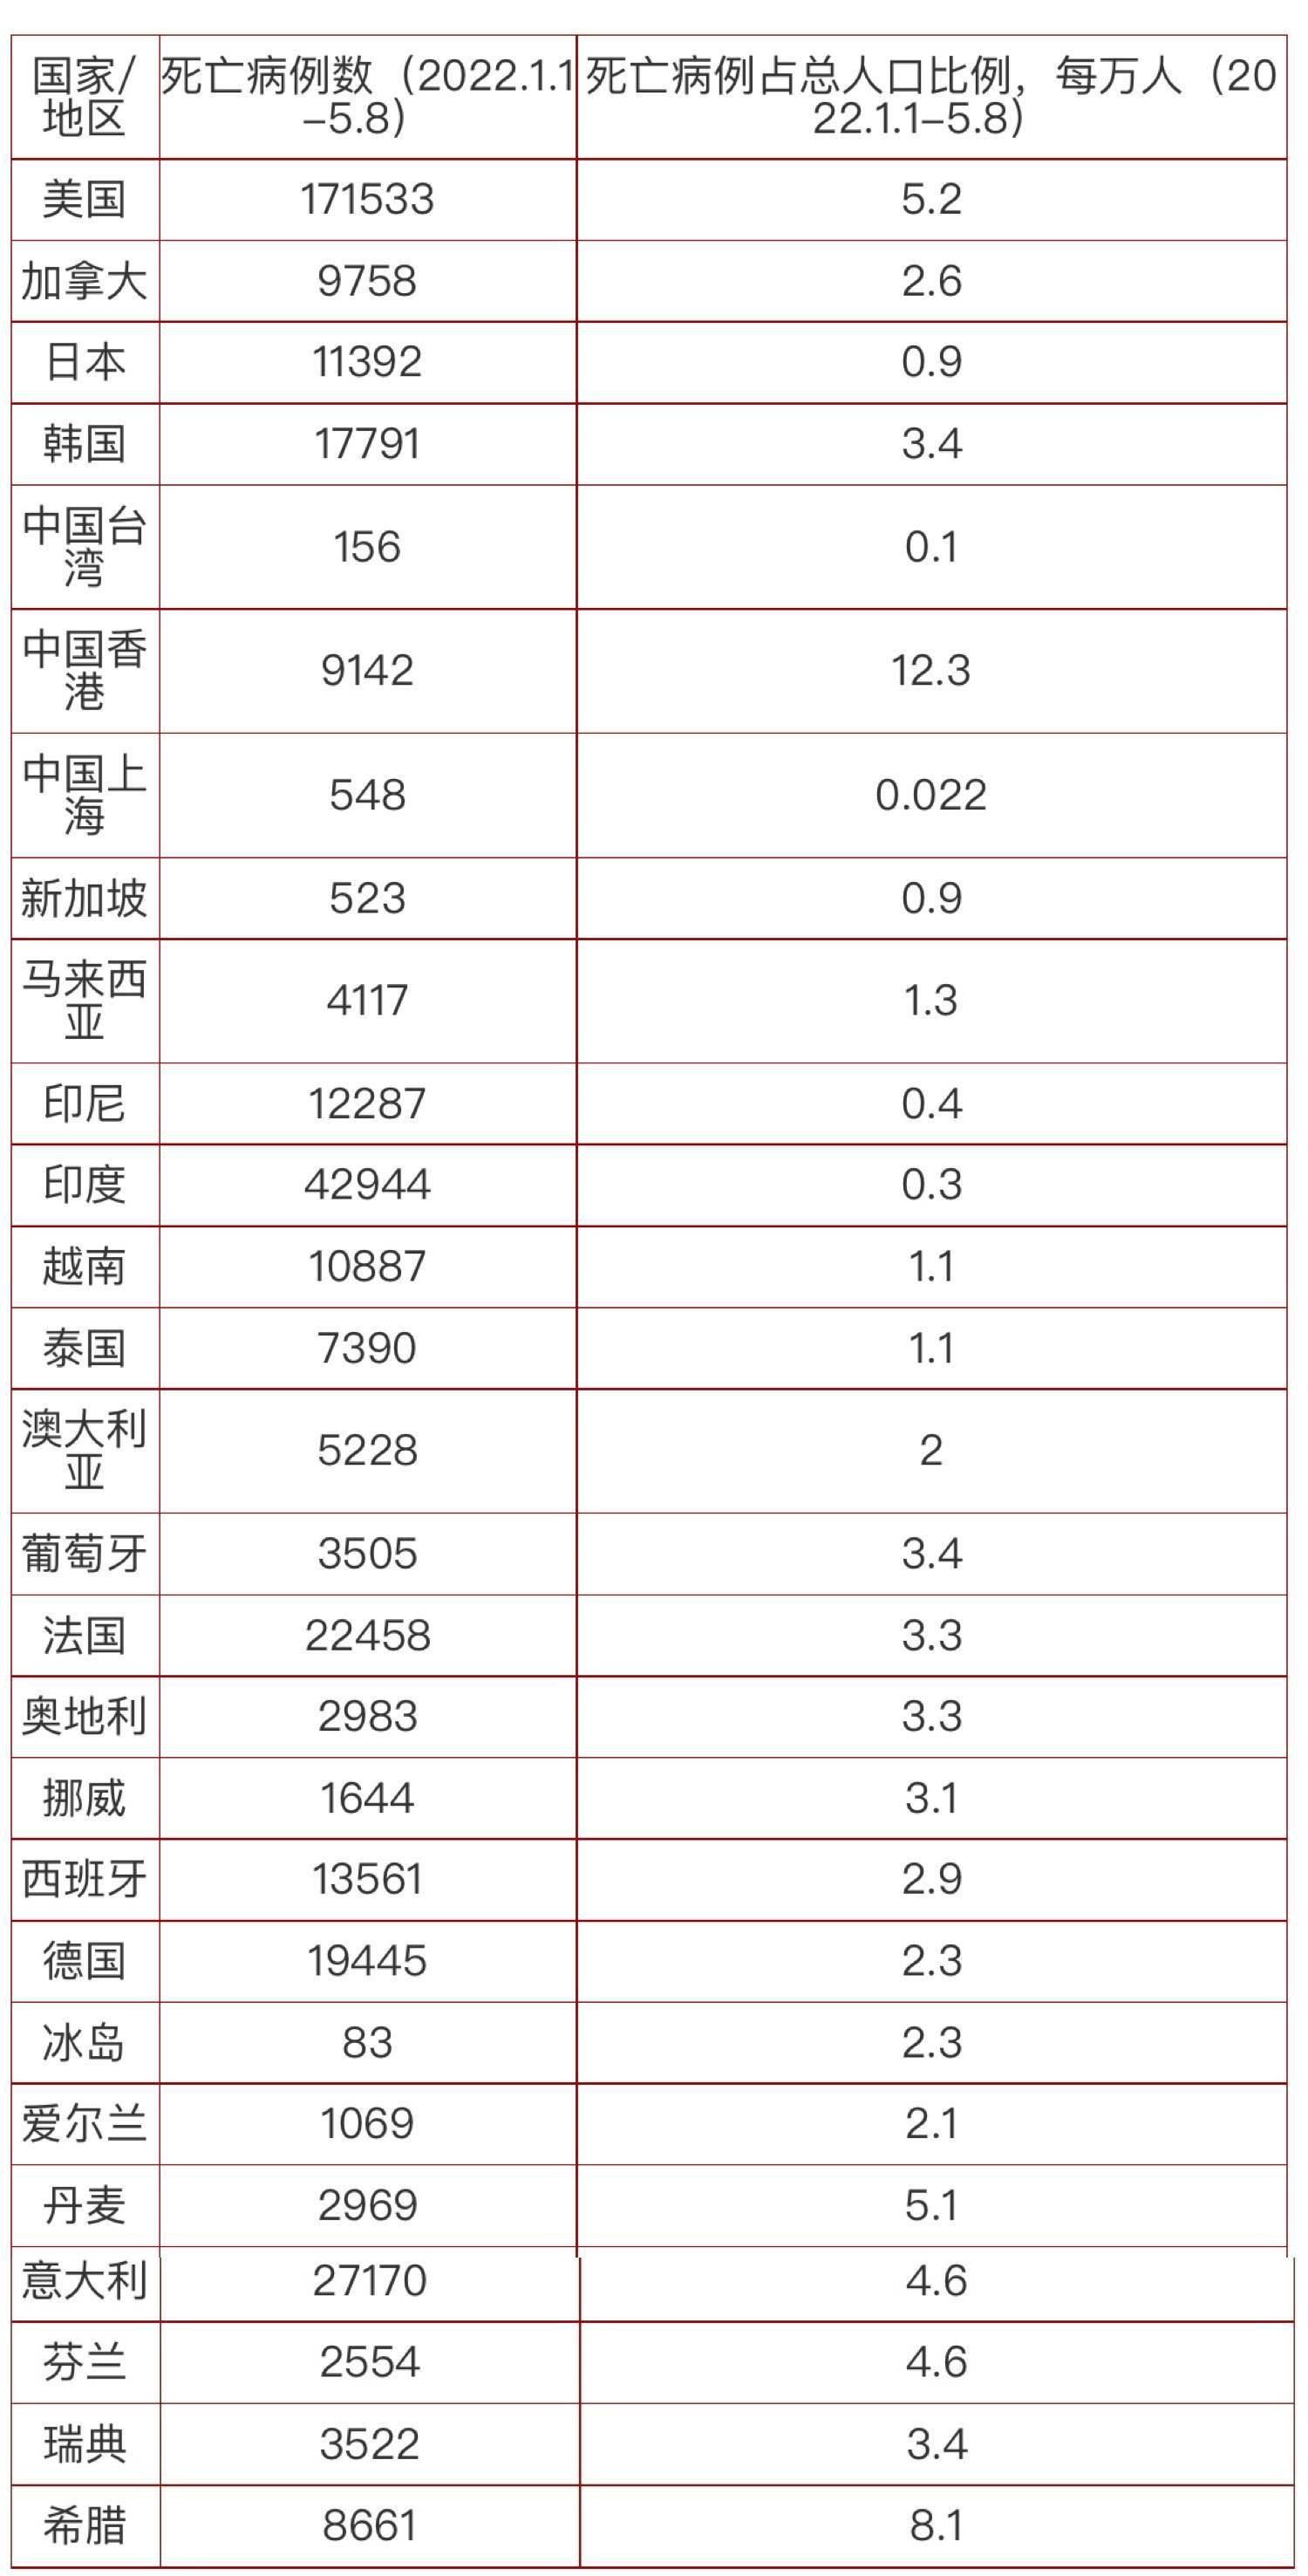 国家/地区 死亡病例数（2022.1.1–5.8） 死亡病例占总人口比例，每万人（2022.1.1–5.8）
美国 171533 5.2
加拿大 9758 2.6
日本 11392 0.9
韩国 17791 3.4
中国台湾 156 0.1
中国香港 9142 12.3
中国上海 548 0.022
新加坡 523 0.9
马来西亚 4117 1.3
印尼 12287 0.4
印度 42944 0.3
越南 10887 1.1
泰国 7390 1.1
澳大利亚 5228 2
葡萄牙 3505 3.4
法国 22458 3.3
奥地利 2983 3.3
挪威 1644 3.1
西班牙 13561 2.9
德国 19445 2.3
冰岛 83 2.3
爱尔兰 1069 2.1
丹麦 2969 5.1
意大利 27170 4.6
芬兰 2554 4.6
瑞典 3522 3.4
希腊 8661 8.1